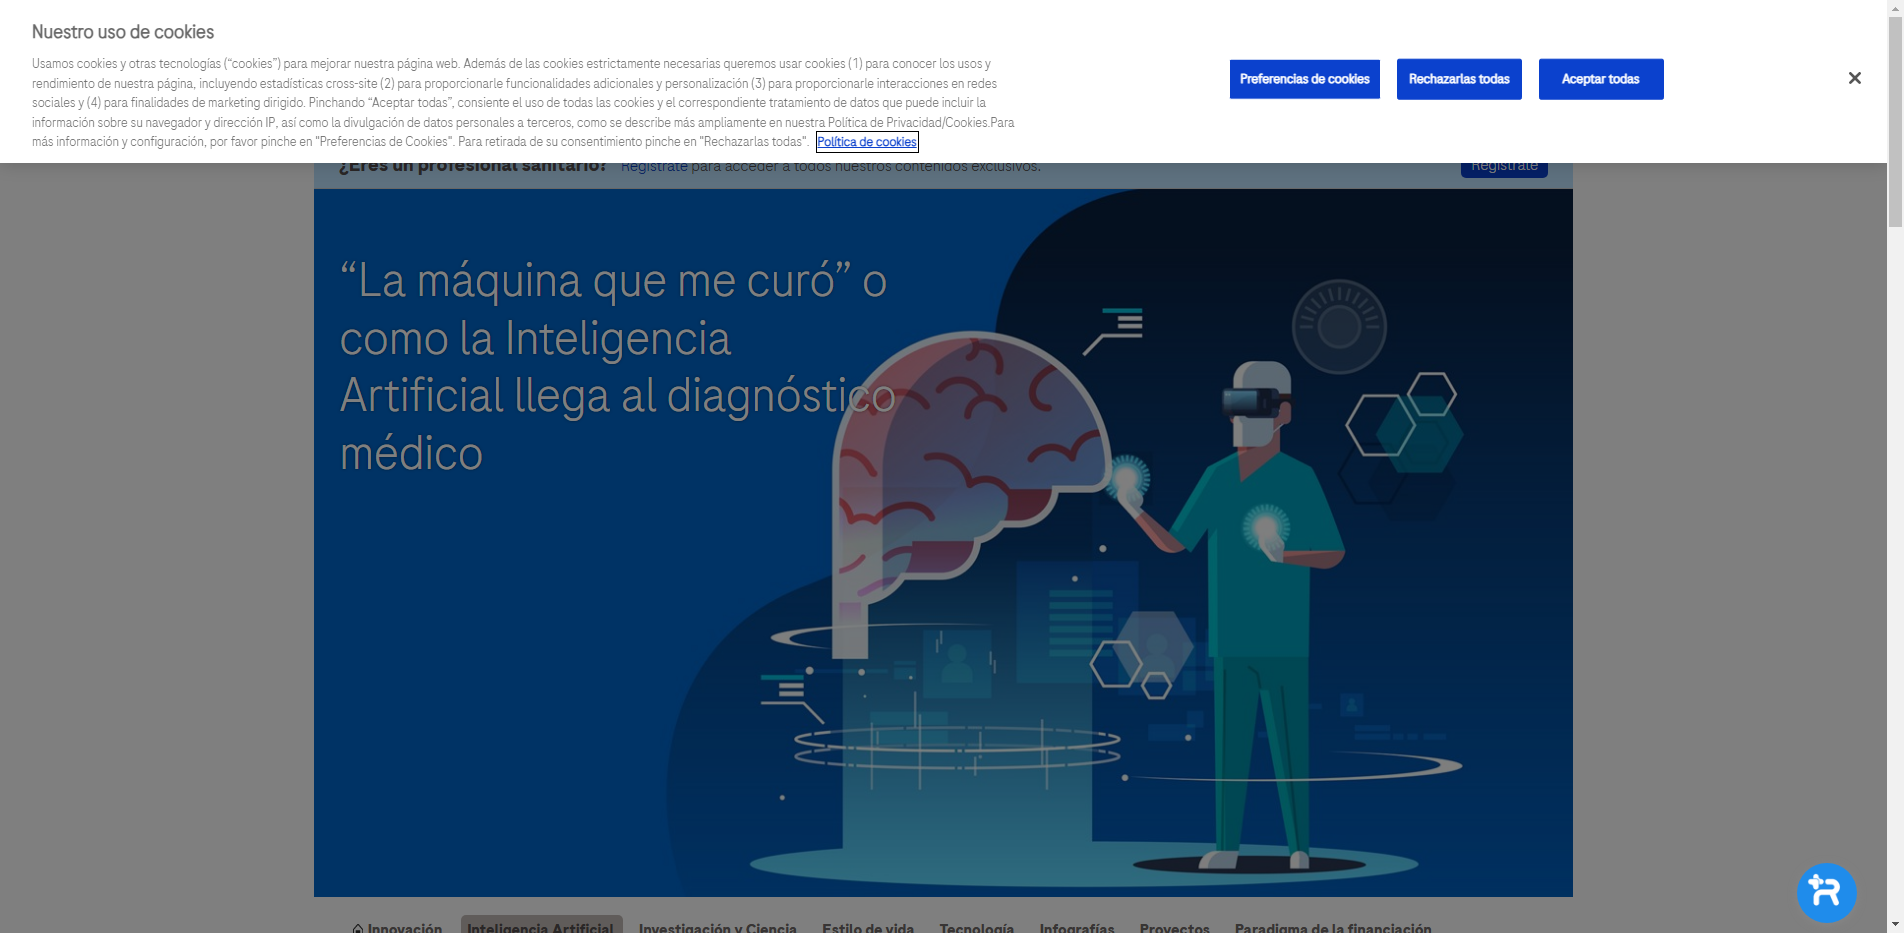 Nuestro uso de cookies
Usamos cookies y otras tecnologías (“cookies”) para mejorar nuestra página web. Además de las cookies estrictamente necesarias queremos usar cookies (1) para conocer los usos y
rendimiento de nuestra página, incluyendo estadísticas cross-site (2) para proporcionarle funcionalidades adicionales y personalización (3) para proporcionarle interacciones en redes
sociales y (4) para finalidades de marketing dirigido. Pinchando “Aceptar todas”, consiente el uso de todas las cookies y el correspondiente tratamiento de datos que puede incluir la
información sobre su navegador y dirección IP, así como la divulgación de datos personales a terceros, como se describe más ampliamente en nuestra Política de Privacidad/Cookies.Para
más información y configuración, por favor pinche en "Preferencias de Cookies". Para retirada de su consentimiento pinche en "Rechazarlas todas". Política de cookies
Preferencias de cookies
Rechazarlas todas
Aceptar todas
¿Eres un profesional sanitario? Regístrate para acceder a todos nuestros contenidos exclusivos.
Regístrate
“La máquina que me curó” o
como la Inteligencia
Artificial llega al diagnóstico
médico
Innovación
Inteligencia Artificial
Investigación y Ciencia
Estilo de vida
Tecnología
Infografías
Proyectos
Paradigma de la financiación